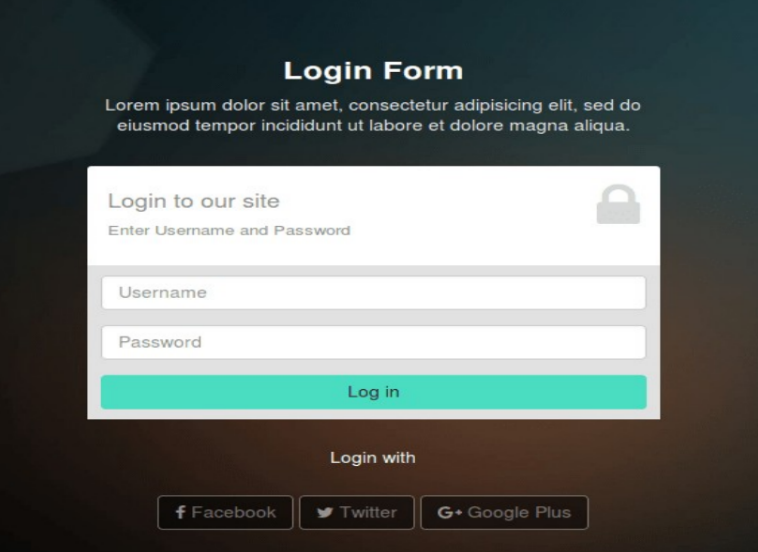 Login Form
Lorem ipsum dolor sit amet, consectetur adipisicing elit, sed do
eiusmod tempor incididunt ut labore et dolore magna aliqua.
Login to our site
Enter Username and Password
Username
Password
Log in
Login with
Facebook
Twitter
G+ Google Plus